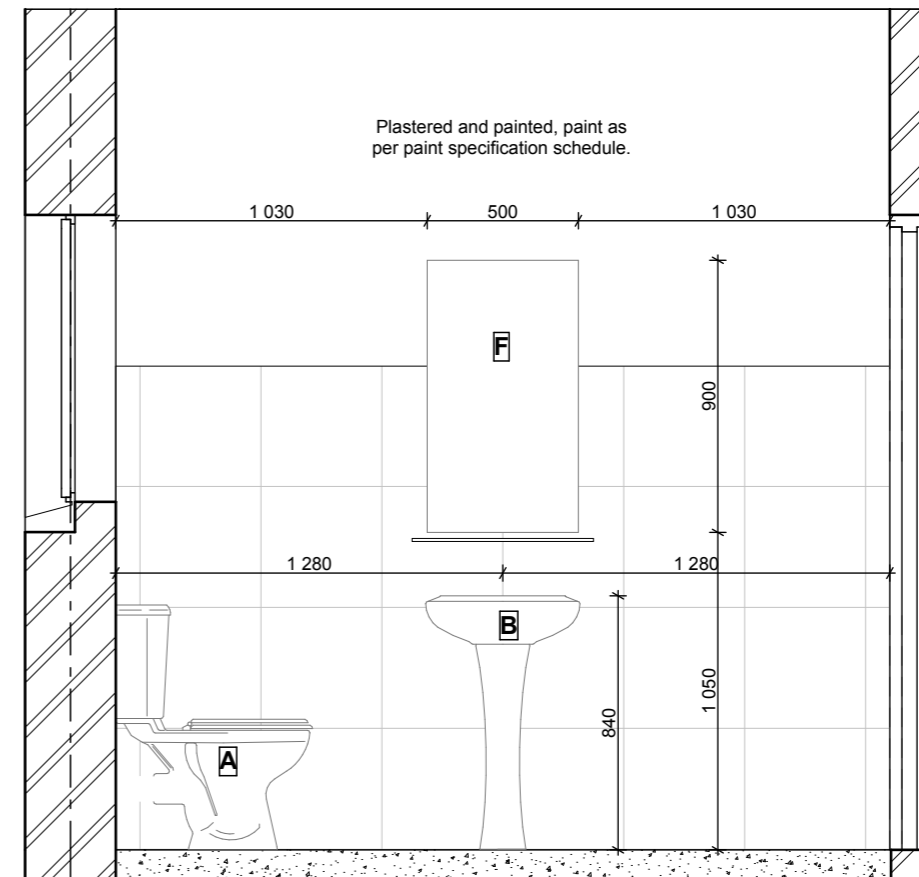 Plastered and painted, paint as
per paint specification schedule.
1 030
500
1 030
F
900
1 280
1 280
B
1 050
840
A